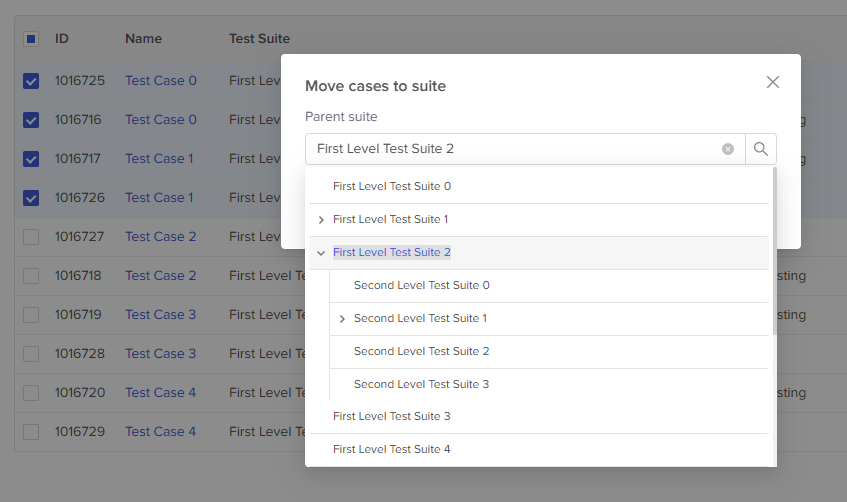 ID Name Test Suite
Move cases to suite
Parent suite
First Level Test Suite 2
1016725 Test Case 0 First Lev
1016716 Test Case 0 First Lev
1016717 Test Case 1 First Lev
1016726 Test Case 1 First Lev
1016727 Test Case 2 First Lev
1016718 Test Case 2 First Level T sting
1016719 Test Case 3 First Level T sting
1016728 Test Case 3 First Level T
1016720 Test Case 4 First Level T sting
1016729 Test Case 4 First Level T
First Level Test Suite 0
First Level Test Suite 1
First Level Test Suite 2
Second Level Test Suite 0
Second Level Test Suite 1
Second Level Test Suite 2
Second Level Test Suite 3
First Level Test Suite 3
First Level Test Suite 4